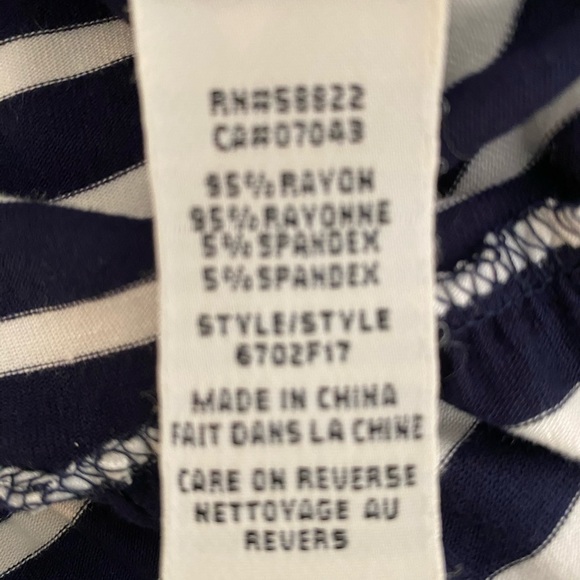 RN#58822
CA#07043
95% RAYON
95% RAYONNE
5% SPANDEX
5% SPANDEX
STYLE/STYLE
6702F17
MADE IN CHINA
FAIT DANS LA CHINE
CARE ON REVERSE
NETTOYAGE AU
REVERS